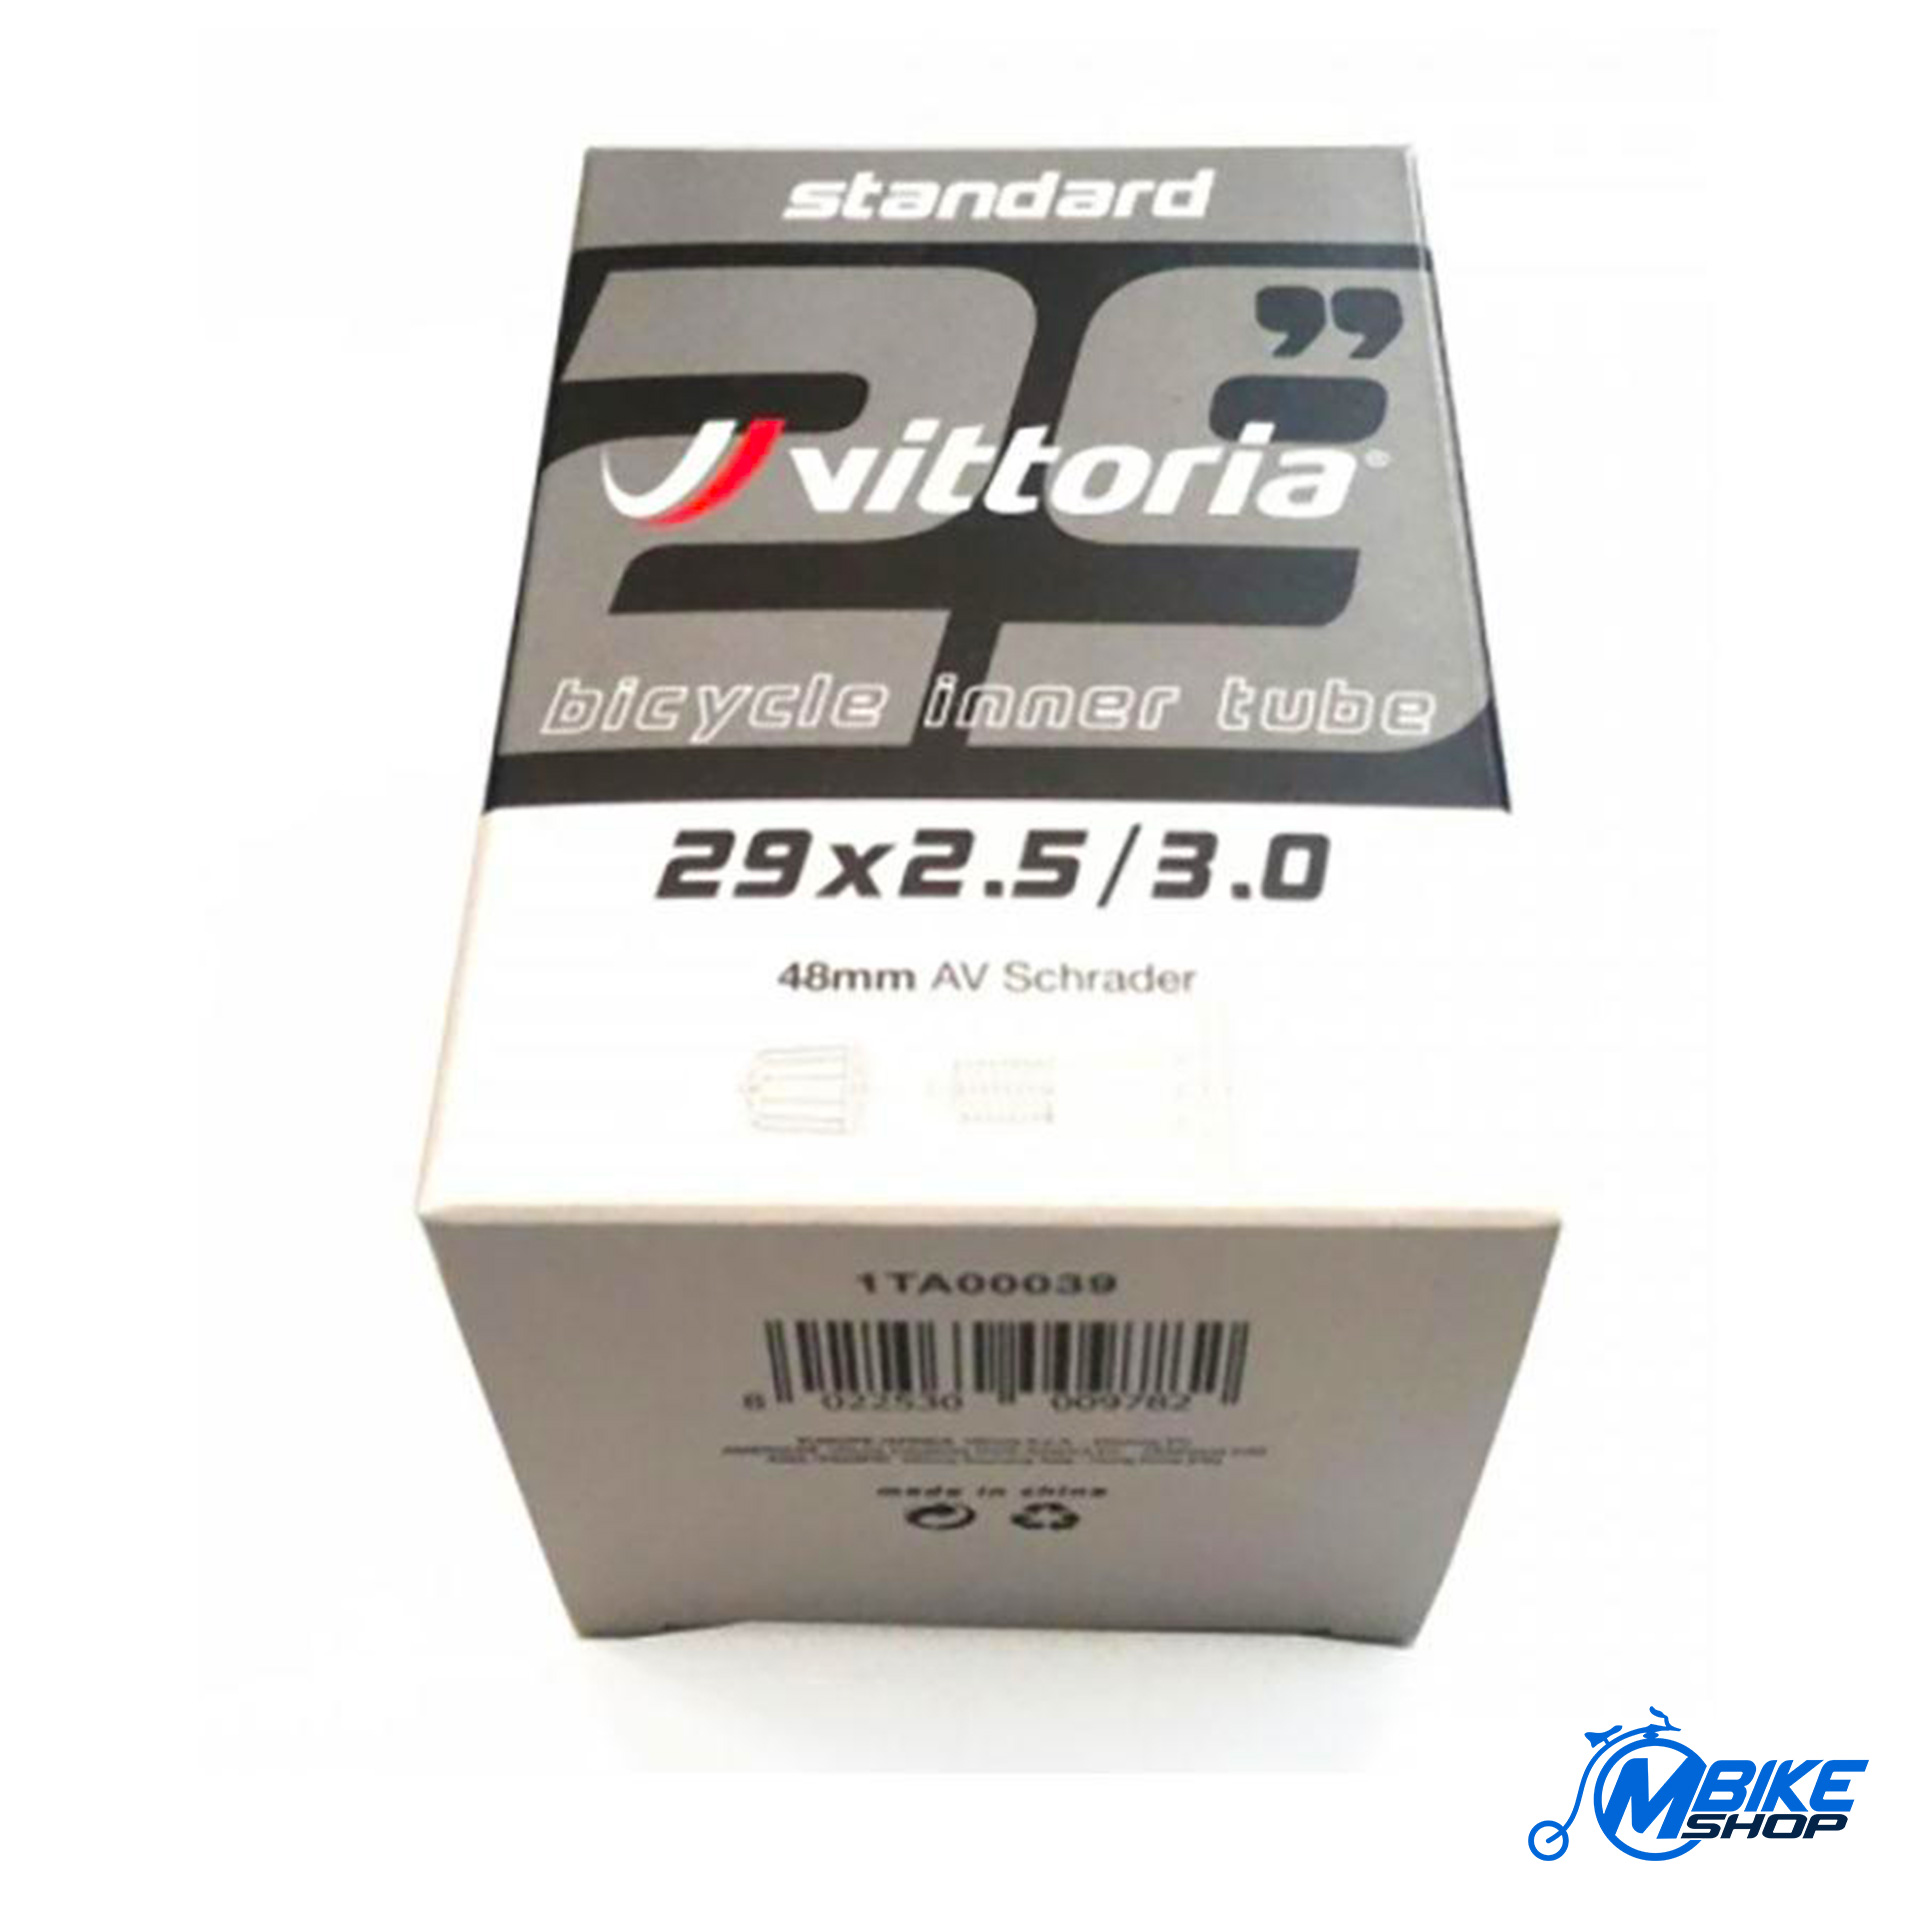 standard
29"
vittoria®
bicycle inner tube
29x2.5/3.0
48mm AV Schrader
1TA00039
8 022530 009782
made in china
MBIKE
SHOP